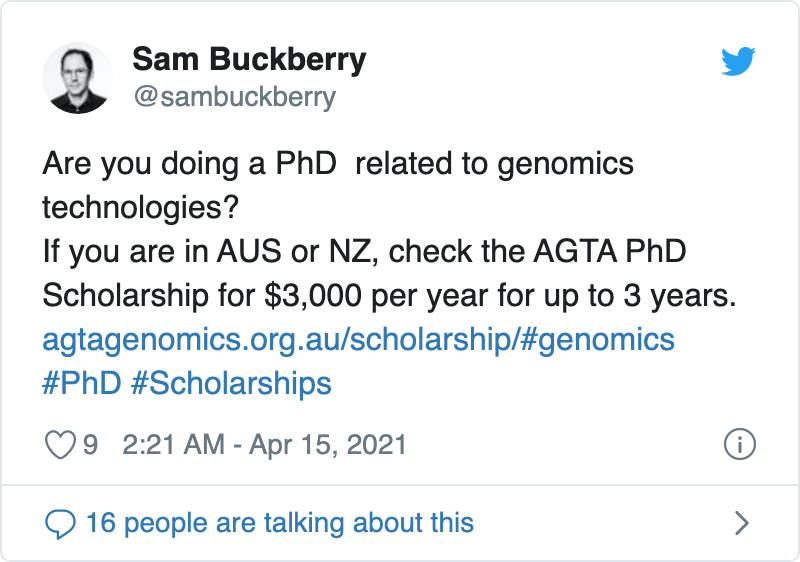 Sam Buckberry
@sambuckberry
Are you doing a PhD  related to genomics
technologies?
If you are in AUS or NZ, check the AGTA PhD
Scholarship for $3,000 per year for up to 3 years.
agtagenomics.org.au/scholarship/#genomics
#PhD #Scholarships
9 2:21 AM - Apr 15, 2021
16 people are talking about this